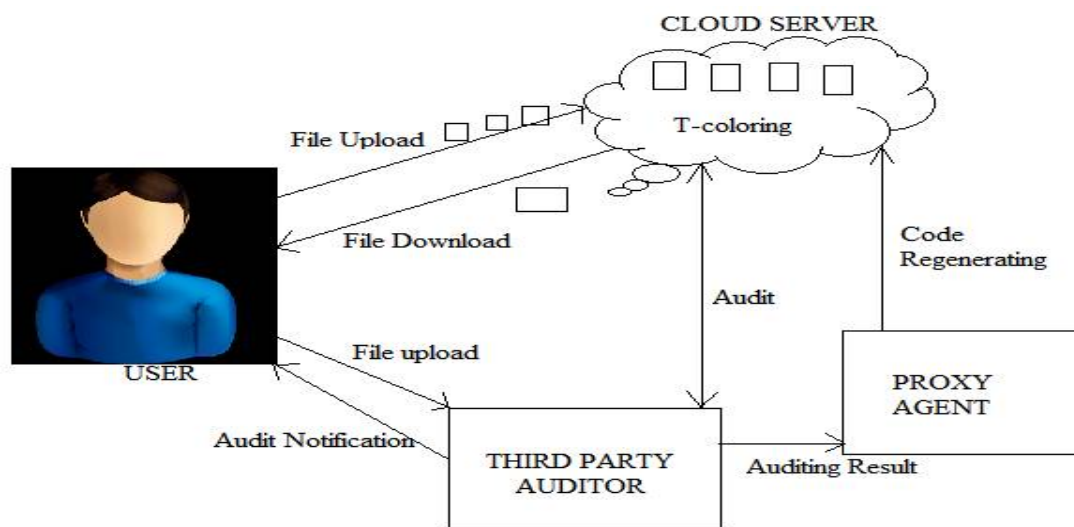 CLOUD SERVER
T-coloring
File Upload
File Download
Code
Regenerating
Audit
File upload
USER
PROXY
AGENT
Audit Notification
THIRD PARTY
AUDITOR
Auditing Result